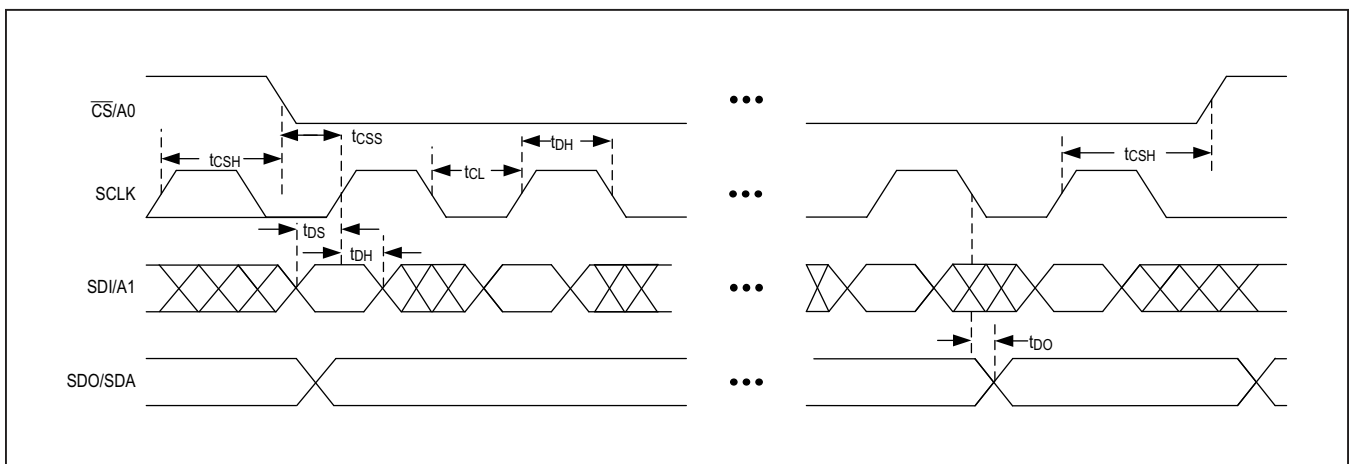 CS/A0
tCSS
tDH
tCSH
tCL
tCSH
SCLK
•••
•••
tDS
tDH
SDI/A1
•••
tDO
SDO/SDA
•••